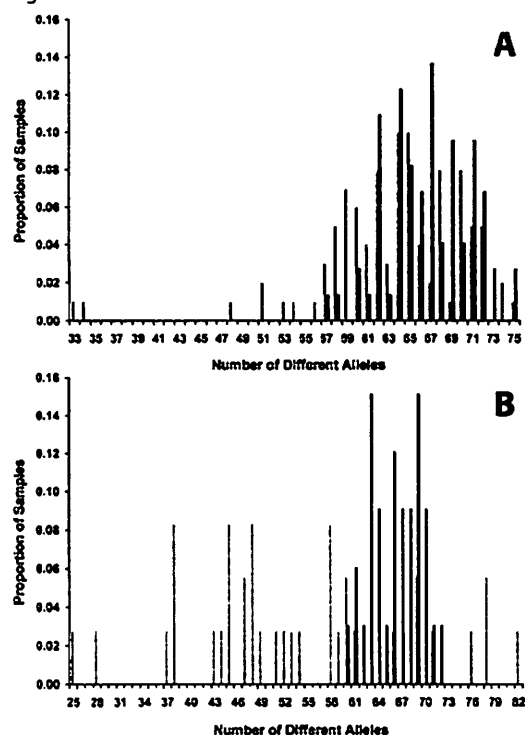 A
0.16
0.14
0.12
0.10
0.08
0.06
0.04
0.02
0.00
Proportion of Samples
33 35 37 39 41 43 45 47 49 51 53 55 57 59 61 63 65 67 69 71 73 75
Number of Different Alleles
B
0.16
0.14
0.12
0.10
0.08
0.06
0.04
0.02
0.00
Proportion of Samples
25 28 31 34 37 40 43 46 49 52 55 58 61 64 67 70 73 76 79 82
Number of Different Alleles